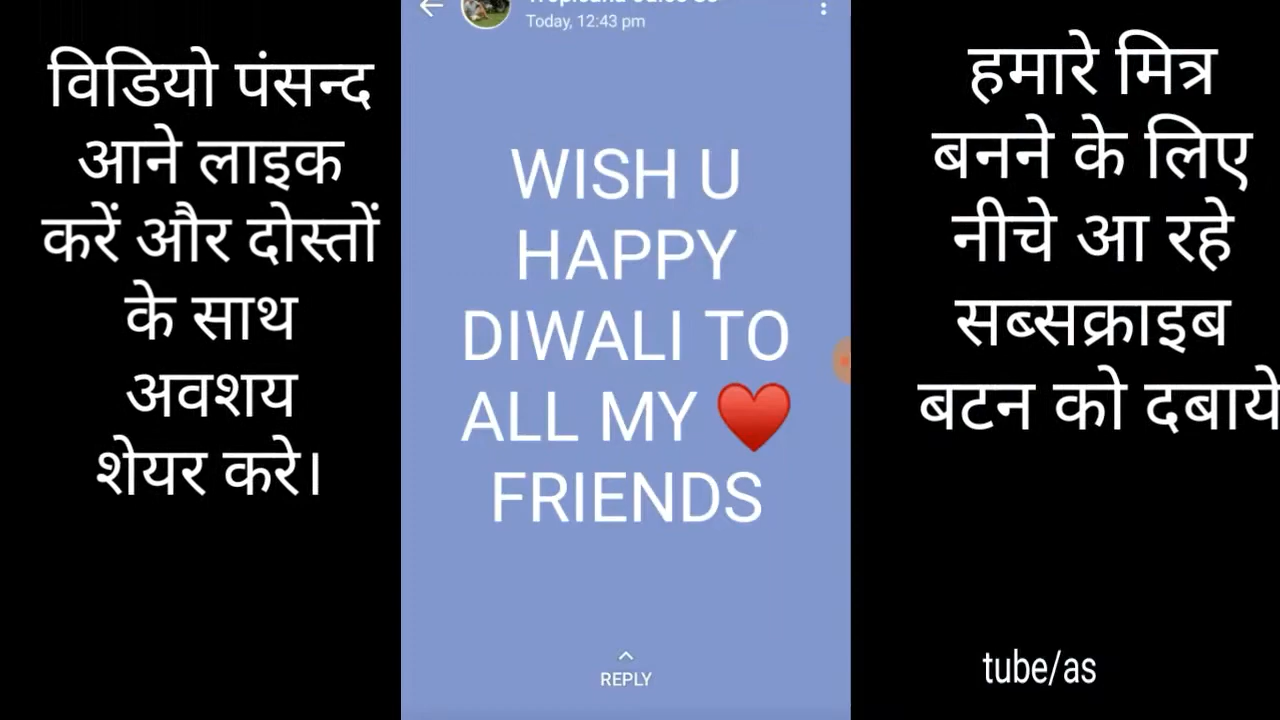 विडियो पंसन्द
आने लाइक
करें और दोस्तों
के साथ
अवशय
शेयर करे।
Today, 12:43 pm
WISH U
HAPPY
DIWALI TO
ALL MY ❤️
FRIENDS
REPLY
हमारे मित्र
बनने के लिए
नीचे आ रहे
सब्सक्राइब
बटन को दबाये
tube/as